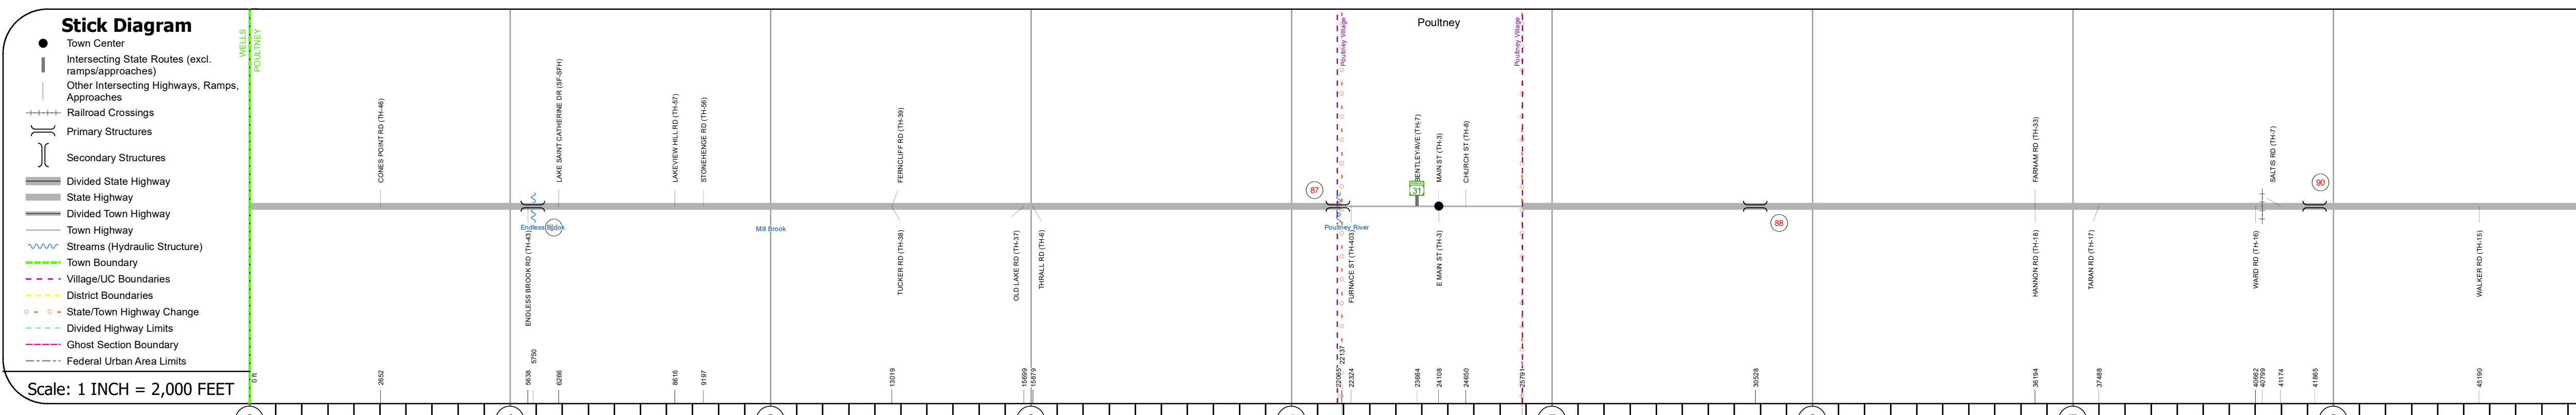 Stick Diagram
Town Center
Intersecting State Routes (excl.
ramps/approaches)
Other Intersecting Highways, Ramps,
Approaches
Railroad Crossings
Primary Structures
Secondary Structures
Divided State Highway
State Highway
Divided Town Highway
Town Highway
Streams (Hydraulic Structure)
Town Boundary
Village/UC Boundaries
District Boundaries
State/Town Highway Change
Divided Highway Limits
Ghost Section Boundary
Federal Urban Area Limits
Scale: 1 INCH = 2,000 FEET
WELLS
POULTNEY
Poultney
Poultney Village
Poultney Village
CONES POINT RD (TH-46)
LAKE SAINT CATHERINE DR (SF-SFH)
LAKEVIEW HILL RD (TH-57)
STONEHENGE RD (TH-56)
FERNCLIFF RD (TH-39)
BENTLEY AVE (TH-7)
MAIN ST (TH-3)
CHURCH ST (TH-8)
FARNAM RD (TH-33)
SALTIS RD (TH-7)
87
31
88
90
Endless Brook
Mill Brook
Poultney River
ENDLESS BROOK RD (TH-43)
TUCKER RD (TH-38)
OLD LAKE RD (TH-37)
THRALL RD (TH-6)
FURNACE ST (TH-403)
E MAIN ST (TH-3)
HANNON RD (TH-18)
TARAN RD (TH-17)
WARD RD (TH-16)
WALKER RD (TH-15)
0 ft
2652
5638
5750
6266
8616
9197
13019
15699
15879
22065
22137
22324
23664
24108
24650
25791
30528
36194
37488
40662
40799
41174
41865
45190